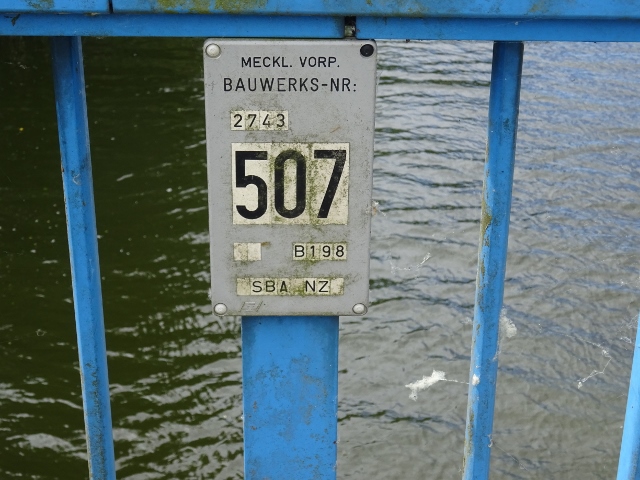 MECKL. VORP.
BAUWERKS-NR:
2743
507
B198
SBA NZ